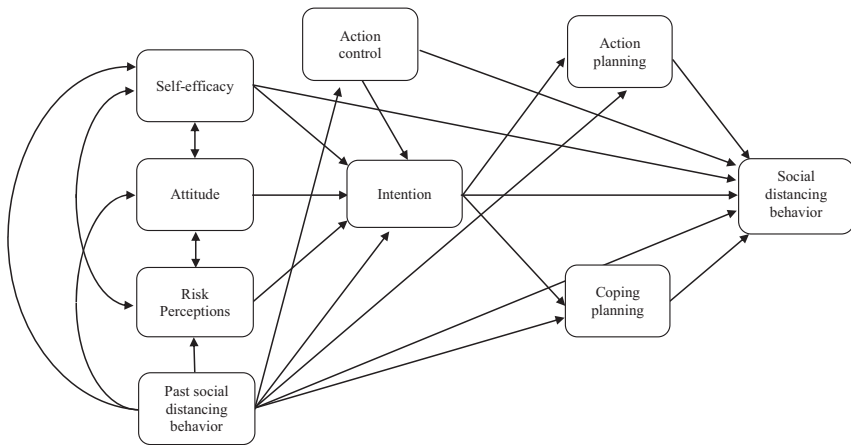 Action
control
Action
planning
Self-efficacy
Attitude
Intention
Social
distancing
behavior
Risk
Perceptions
Coping
planning
Past social
distancing
behavior